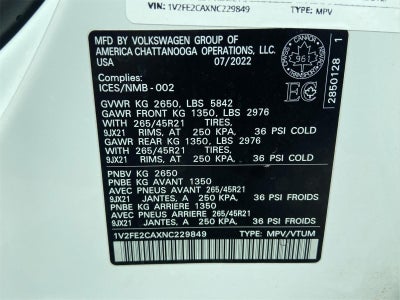 VIN: 1V2FE2CAXNC229849 TYPE: MPV
MFD BY VOLKSWAGEN GROUP OF
AMERICA CHATTANOOGA OPERATIONS, LLC.
USA 07/2022
Complies:
ICES/NMB-002
CANADA
961
EC
2850128 1
GVWR KG 2650, LBS 5842
GAWR FRONT KG 1350, LBS 2976
WITH 265/45R21 TIRES,
9JX21 RIMS, AT 250 KPA, 36 PSI COLD
GAWR REAR KG 1350, LBS 2976
WITH 265/45R21 TIRES,
9JX21 RIMS, AT 250 KPA, 36 PSI COLD
PNBV KG 2650
PNBE KG AVANT 1350
AVEC PNEUS AVANT 265/45R21
9JX21 JANTES, A 250 KPA, 36 PSI FROIDS
PNBE KG ARRIERE 1350
AVEC PNEUS ARRIERE 265/45R21
9JX21 JANTES, A 250 KPA, 36 PSI FROIDS
1V2FE2CAXNC229849 TYPE: MPV/VTUM